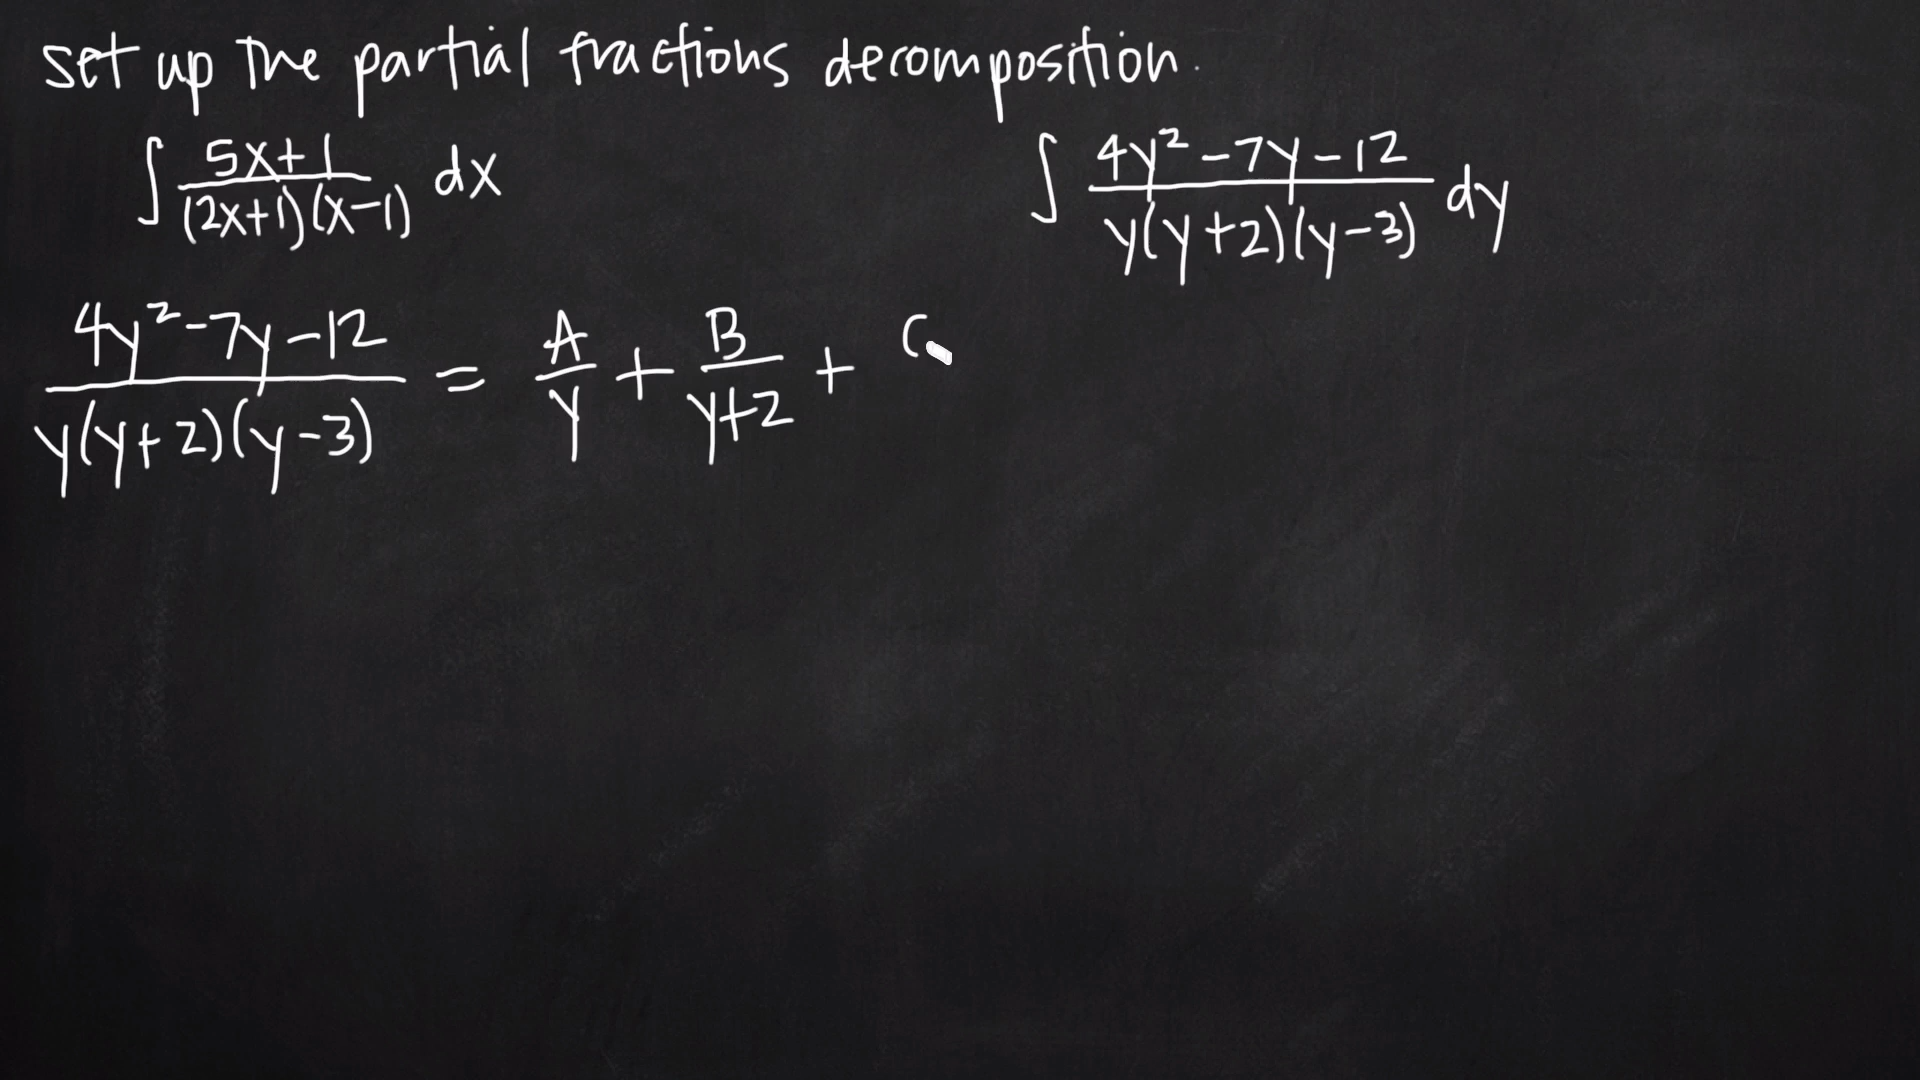 set up the partial fractions decomposition.
∫ (5x+1)/((2x+1)(x-1)) dx
∫ (4y²-7y-12)/(y(y+2)(y-3)) dy
(4y²-7y-12)/(y(y+2)(y-3)) = A/y + B/(y+2) + C